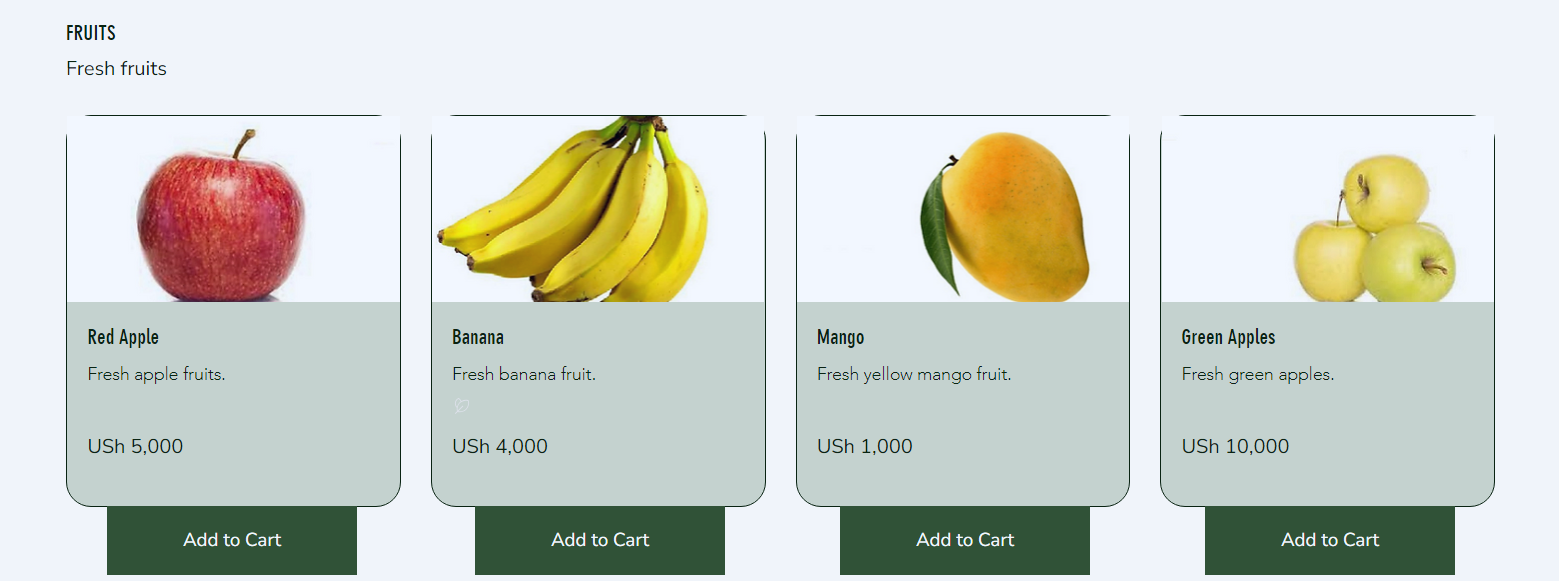 FRUITS
Fresh fruits
Red Apple
Fresh apple fruits.
USh 5,000
Add to Cart
Banana
Fresh banana fruit.
USh 4,000
Add to Cart
Mango
Fresh yellow mango fruit.
USh 1,000
Add to Cart
Green Apples
Fresh green apples.
USh 10,000
Add to Cart